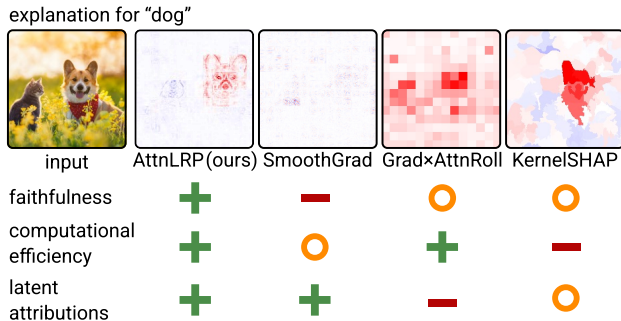 explanation for “dog”
input
AttnLRP (ours)
SmoothGrad
Grad×AttnRoll
KernelSHAP
faithfulness
computational
efficiency
latent
attributions